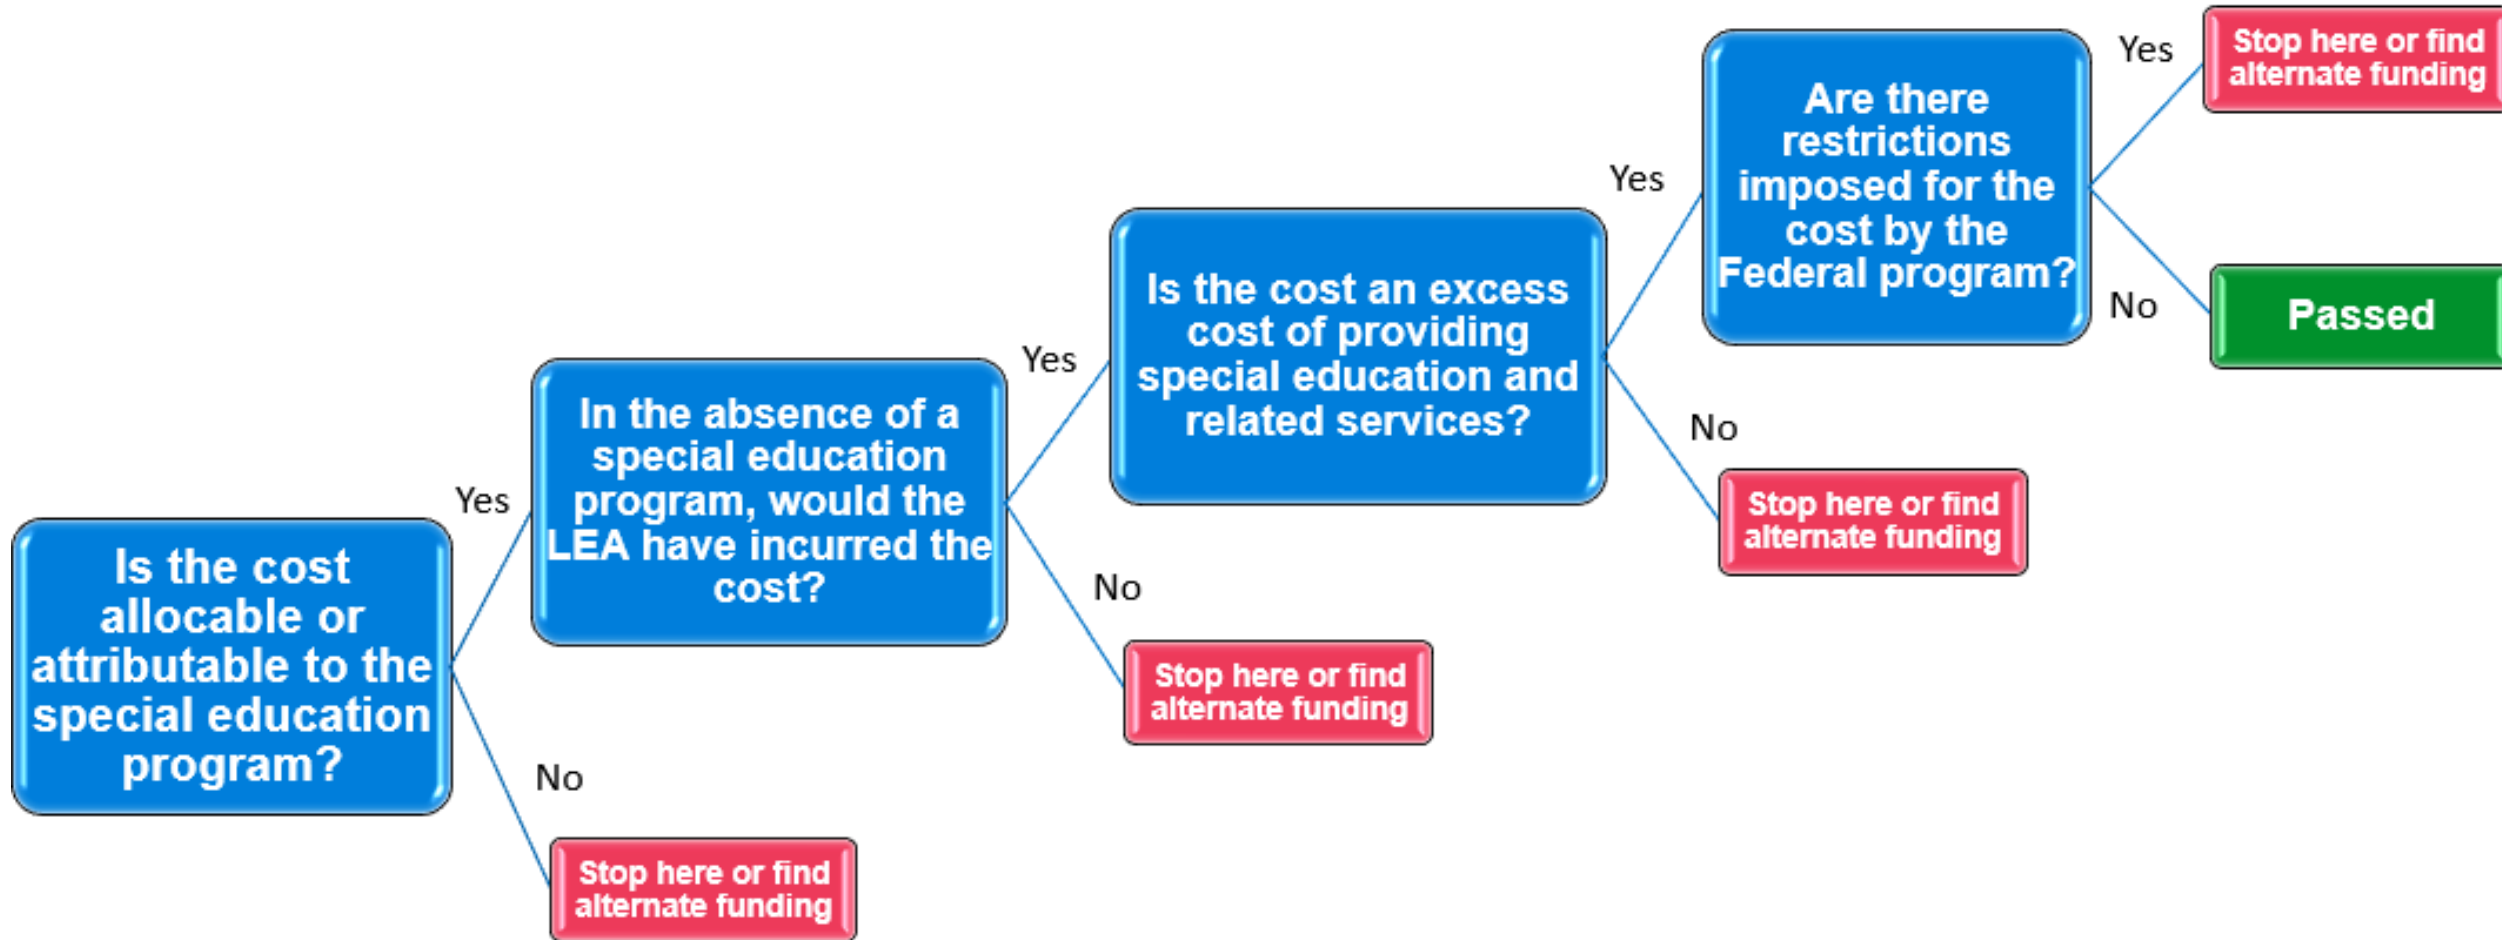 Is the cost
allocable or
attributable to the
special education
program?
Yes
No
Stop here or find
alternate funding
In the absence of a
special education
program, would the
LEA have incurred the
cost?
Yes
No
Stop here or find
alternate funding
Is the cost an excess
cost of providing
special education and
related services?
Yes
No
Stop here or find
alternate funding
Are there
restrictions
imposed for the
cost by the
Federal program?
Yes
Stop here or find
alternate funding
No
Passed